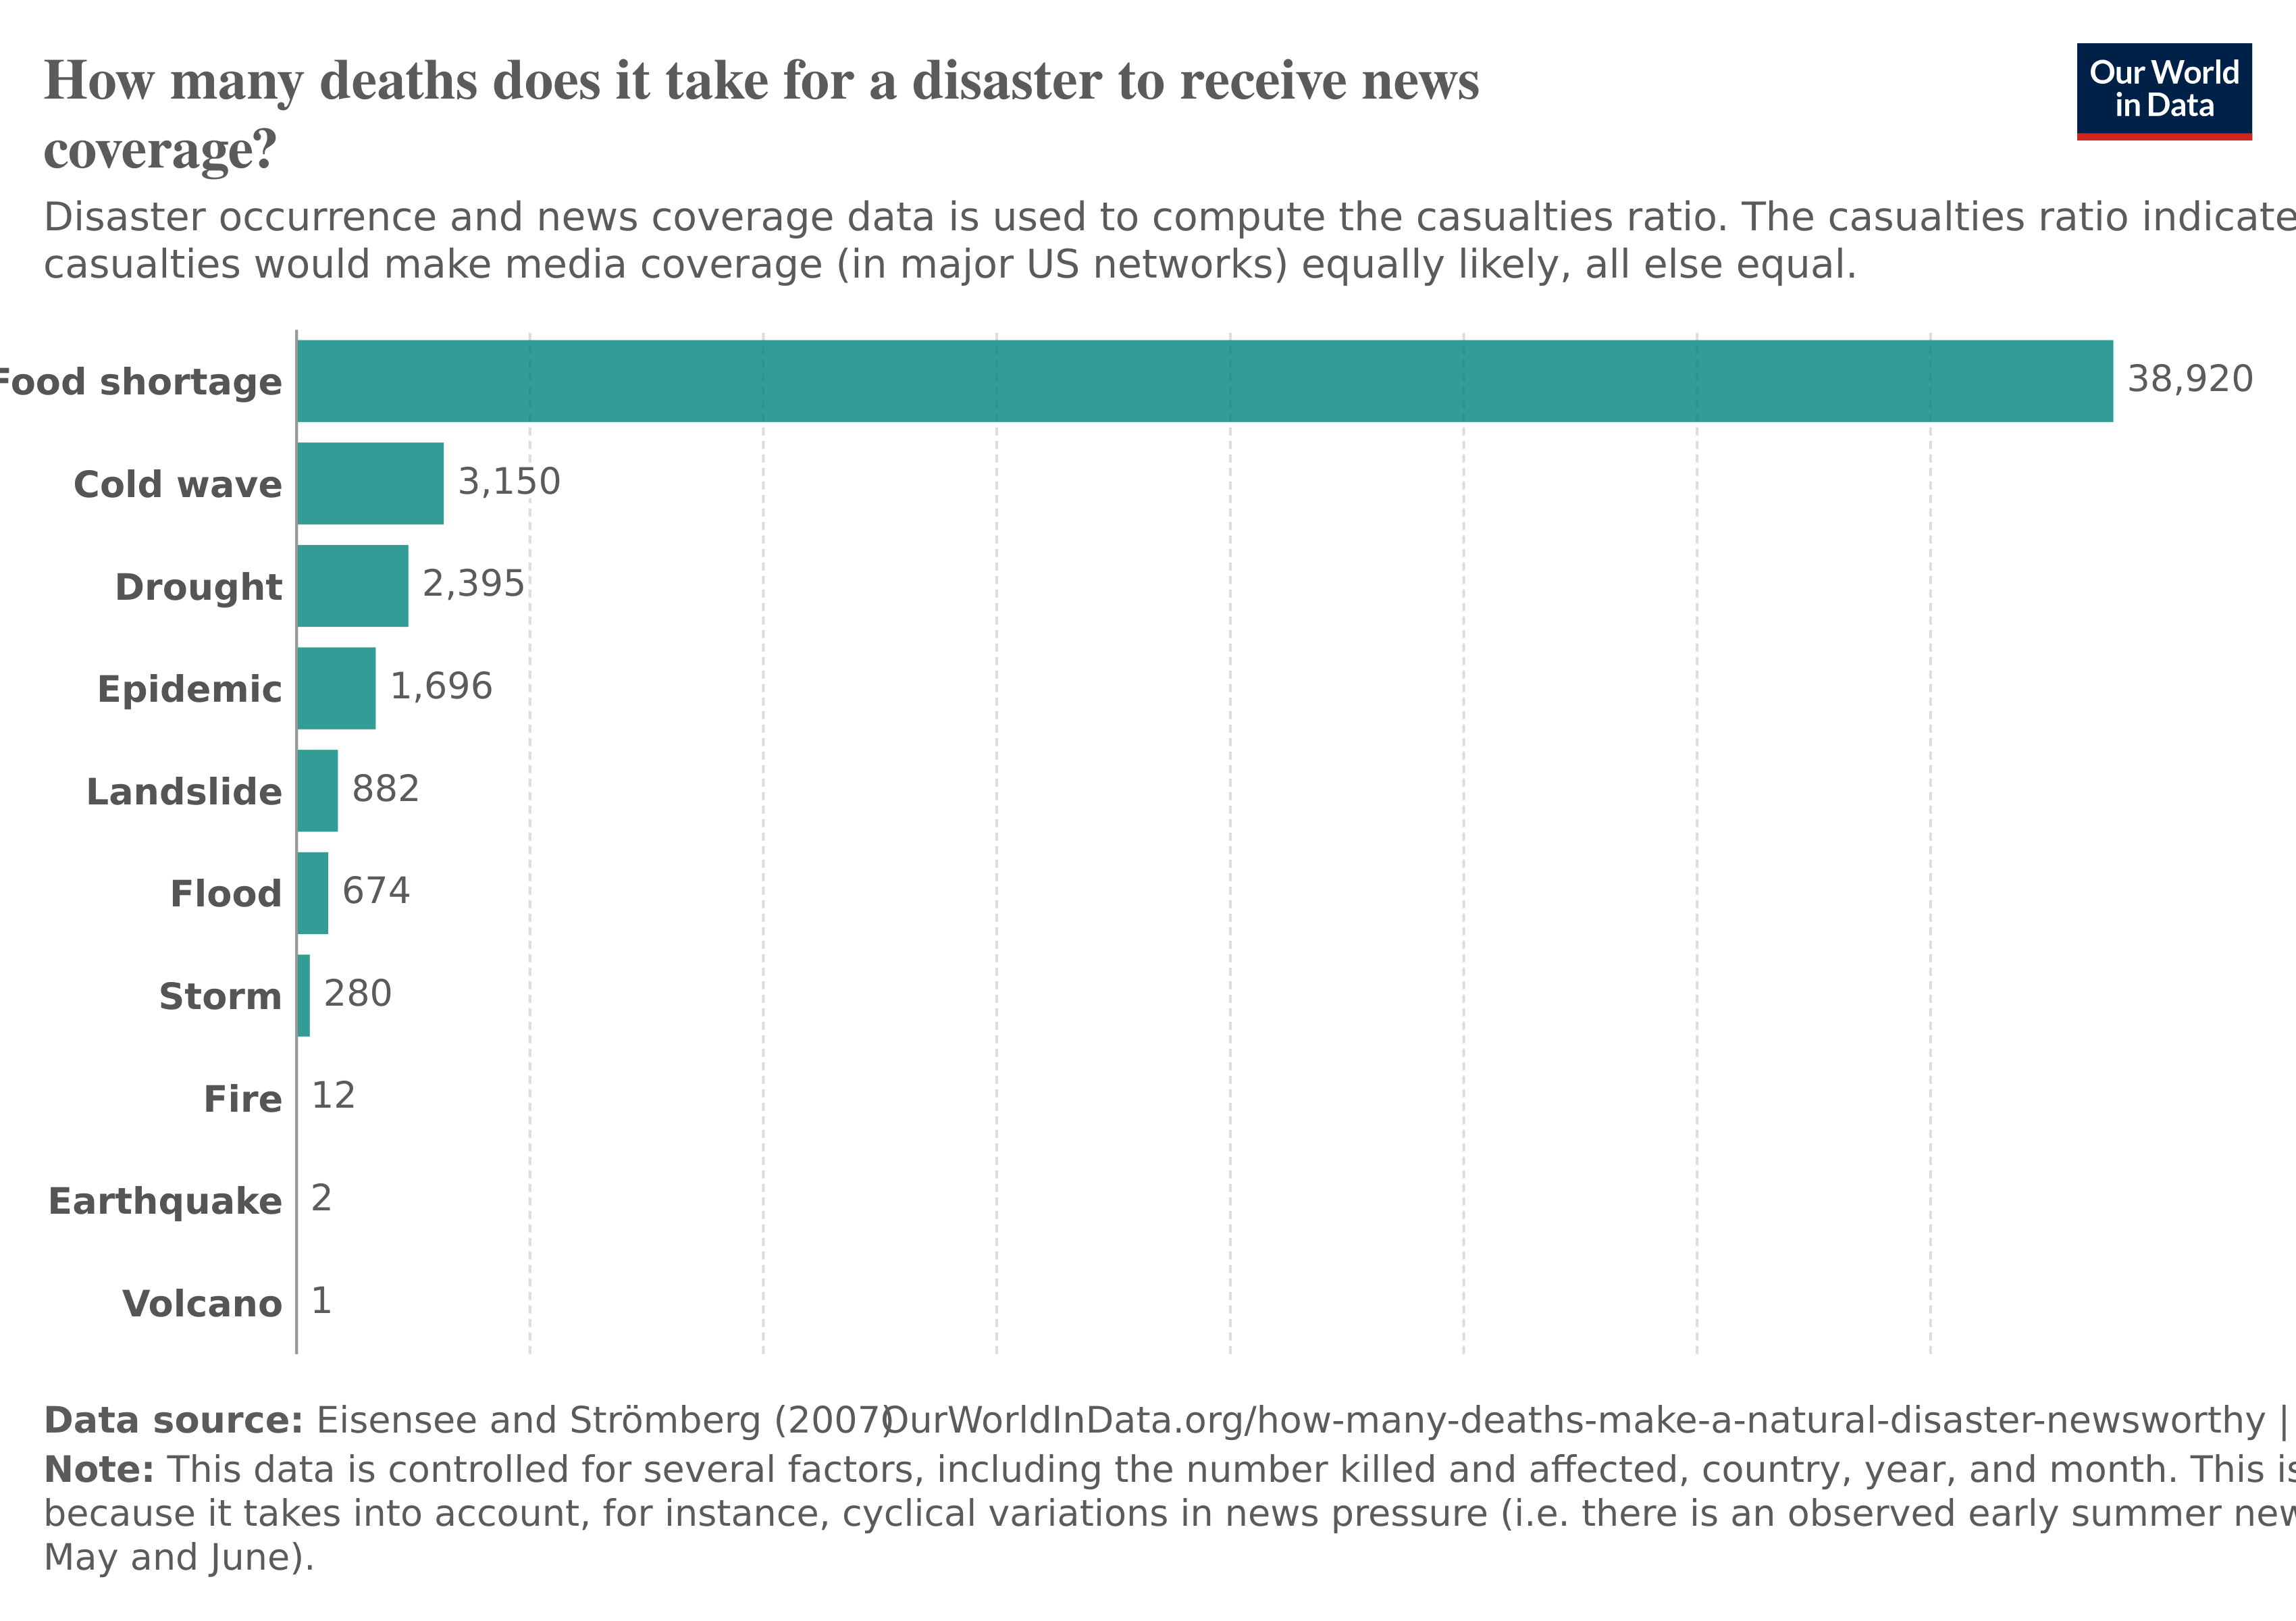 How many deaths does it take for a disaster to receive news
coverage?
Our World
in Data
Disaster occurrence and news coverage data is used to compute the casualties ratio. The casualties ratio indicate
casualties would make media coverage (in major US networks) equally likely, all else equal.
Food shortage 38,920
Cold wave 3,150
Drought 2,395
Epidemic 1,696
Landslide 882
Flood 674
Storm 280
Fire 12
Earthquake 2
Volcano 1
Data source: Eisensee and Strömberg (2007) OurWorldInData.org/how-many-deaths-make-a-natural-disaster-newsworthy |
Note: This data is controlled for several factors, including the number killed and affected, country, year, and month. This is
because it takes into account, for instance, cyclical variations in news pressure (i.e. there is an observed early summer new
May and June).